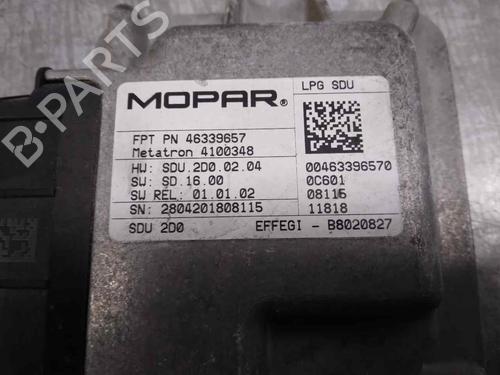 MOPAR®
LPG SDU
FPT PN 46339657
Metatron 4100348
HW: SDU.2D0.02.04
SW: SD.16.00
SW REL: 01.01.02
SN: 2804201808115
00463396570
0C601
08115
11818
SDU 2D0
EFFEGI - B8020827
B-PARTS